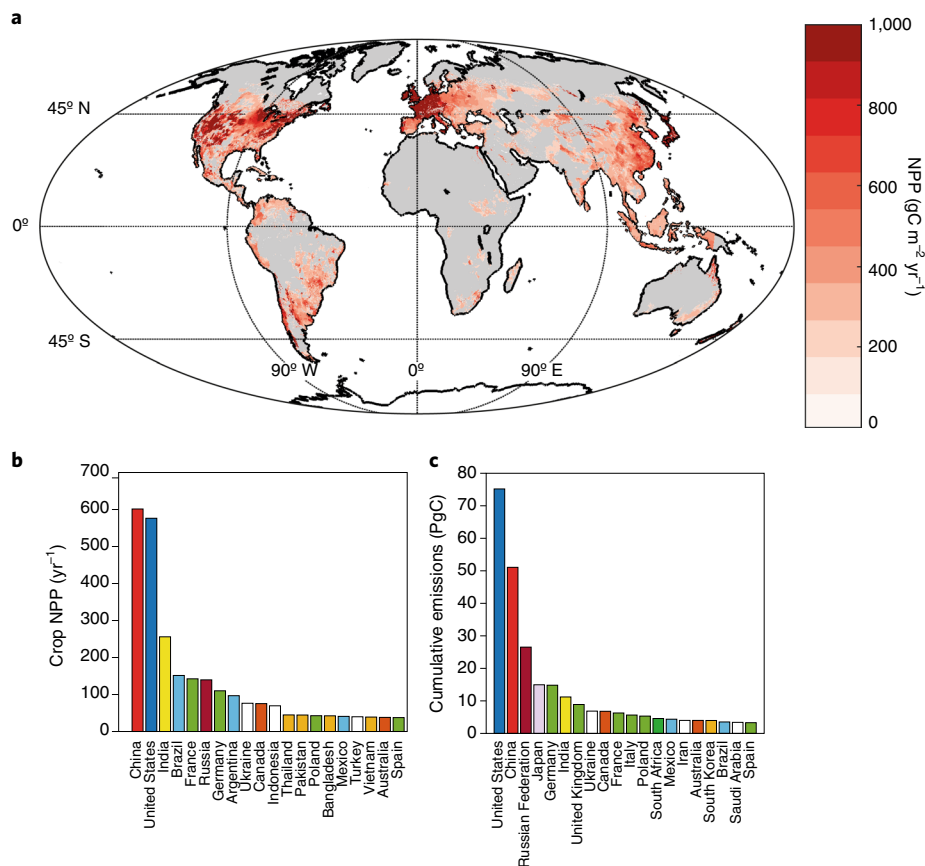 a
45º N
0º
45º S
90º W
0º
90º E
1,000
800
600
400
200
0
NPP (gC m⁻² yr⁻¹)
b
700
600
500
400
300
200
100
0
Crop NPP (yr⁻¹)
China
United States
India
Brazil
France
Russia
Germany
Argentina
Ukraine
Canada
Indonesia
Thailand
Pakistan
Poland
Bangladesh
Mexico
Turkey
Vietnam
Australia
Spain
c
80
70
60
50
40
30
20
10
0
Cumulative emissions (PgC)
United States
China
Russian Federation
Japan
Germany
India
United Kingdom
Ukraine
Canada
France
Italy
Poland
South Africa
Mexico
Iran
Australia
South Korea
Brazil
Saudi Arabia
Spain